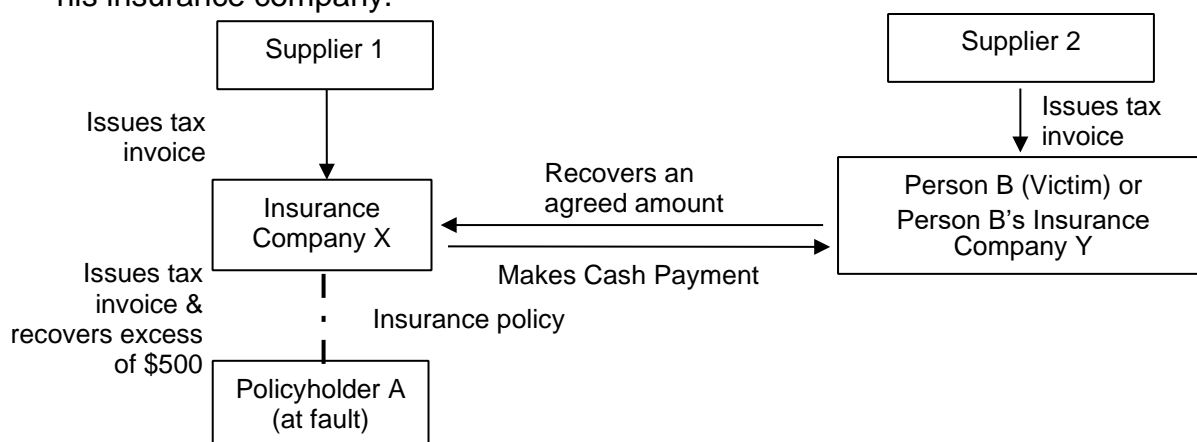 his insurance company.
Supplier 1
Supplier 2
Issues tax
invoice
Issues tax
invoice
Recovers an
agreed amount
Insurance
Company X
Person B (Victim) or
Person B's Insurance
Company Y
Makes Cash Payment
Issues tax
invoice &
recovers excess
of $500
Insurance policy
Policyholder A
(at fault)